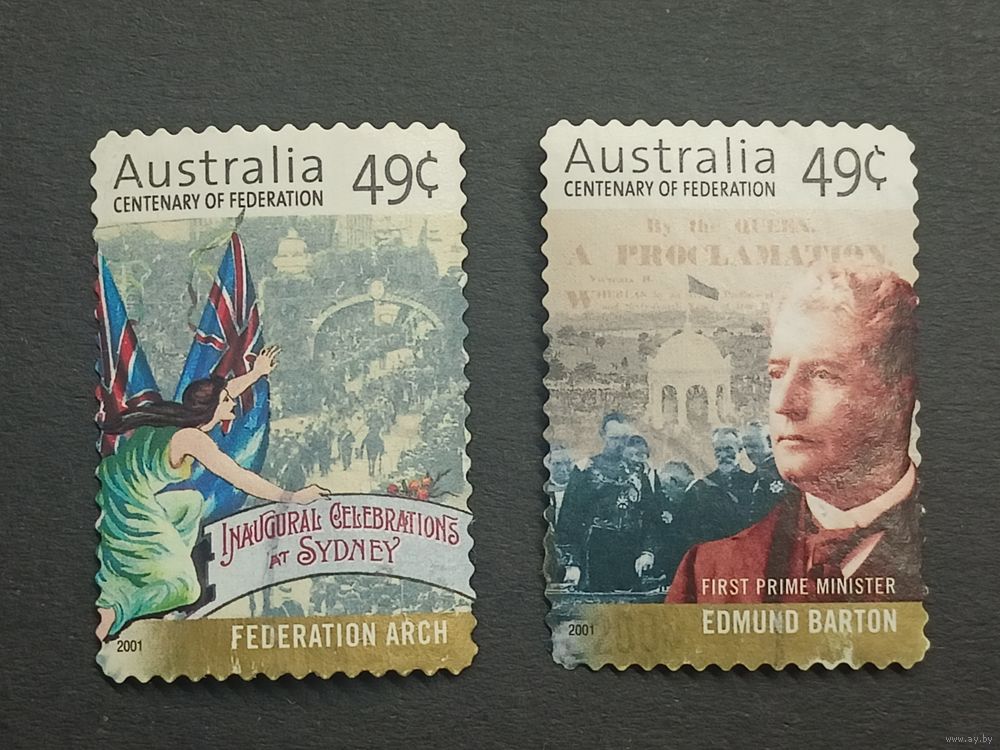 Australia 49¢
CENTENARY OF FEDERATION
INAUGURAL CELEBRATIONS
AT SYDNEY
2001
FEDERATION ARCH
Australia 49¢
CENTENARY OF FEDERATION
By the QUEEN.
A PROCLAMATION.
WHEREAS
FIRST PRIME MINISTER
2001
EDMUND BARTON
www.ay.by